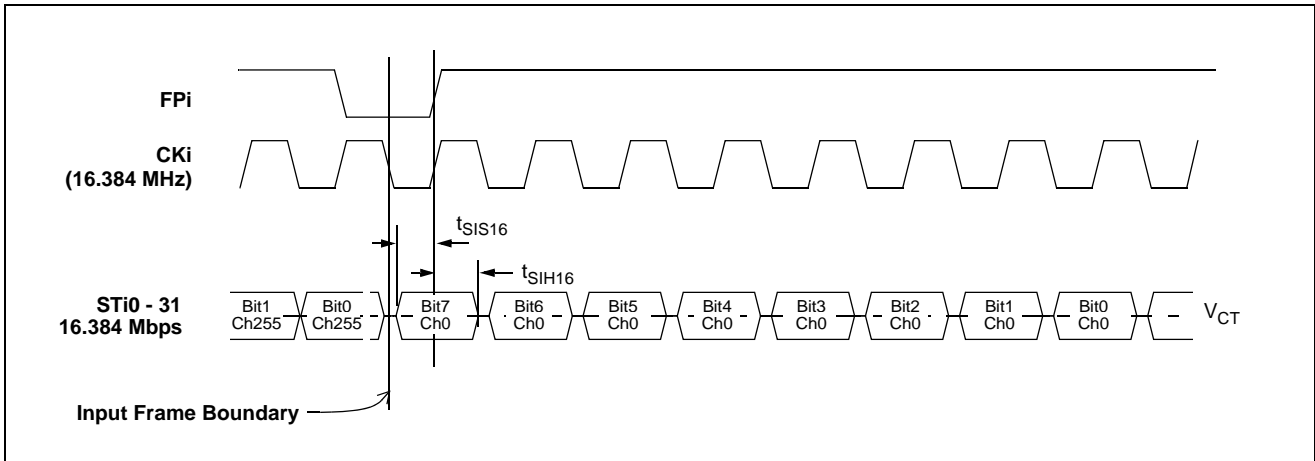 FPi
CKi
(16.384 MHz)
tSIS16
tSIH16
STi0 - 31
16.384 Mbps
Bit1
Ch255
Bit0
Ch255
Bit7
Ch0
Bit6
Ch0
Bit5
Ch0
Bit4
Ch0
Bit3
Ch0
Bit2
Ch0
Bit1
Ch0
Bit0
Ch0
VCT
Input Frame Boundary